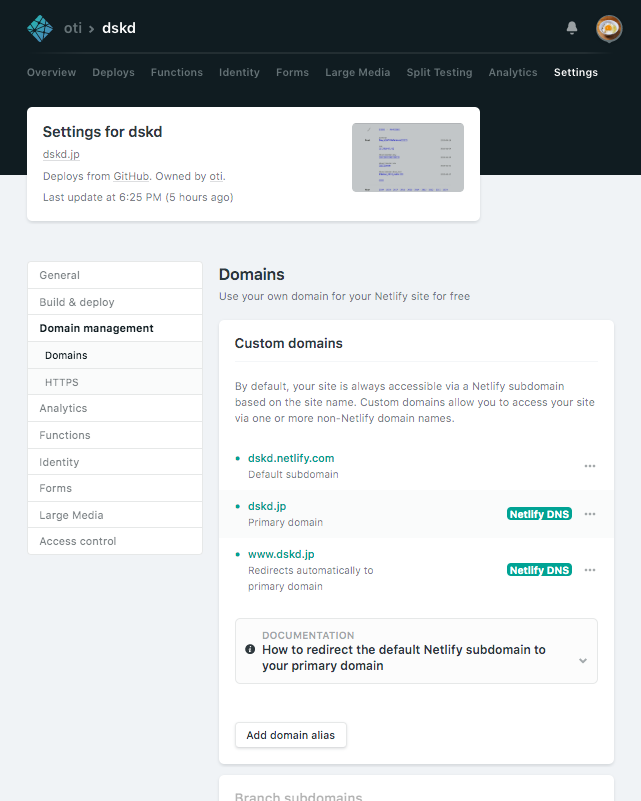 oti > dskd
Overview Deploys Functions Identity Forms Large Media Split Testing Analytics Settings
Settings for dskd
dskd.jp
Deploys from GitHub. Owned by oti.
Last update at 6:25 PM (5 hours ago)
General
Build & deploy
Domain management
Domains
HTTPS
Analytics
Functions
Identity
Forms
Large Media
Access control
Domains
Use your own domain for your Netlify site for free
Custom domains
By default, your site is always accessible via a Netlify subdomain
based on the site name. Custom domains allow you to access your site
via one or more non-Netlify domain names.
dskd.netlify.com
Default subdomain
dskd.jp
Primary domain
Netlify DNS
www.dskd.jp
Redirects automatically to
primary domain
Netlify DNS
DOCUMENTATION
How to redirect the default Netlify subdomain to
your primary domain
Add domain alias
Branch subdomains